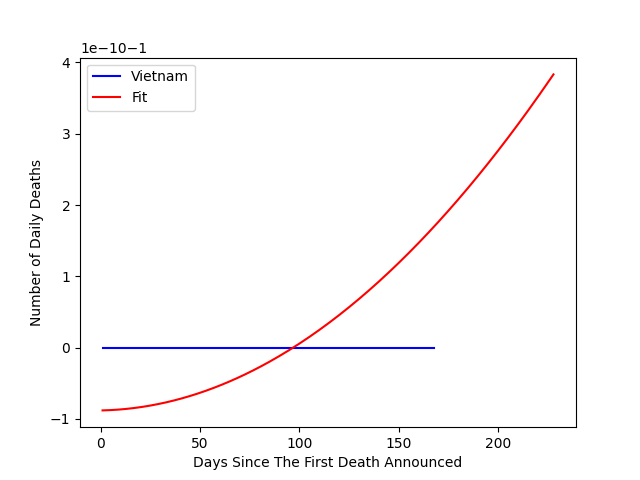 1e−10−1
4
3
2
1
0
−1
Number of Daily Deaths
Vietnam
Fit
0 50 100 150 200
Days Since The First Death Announced